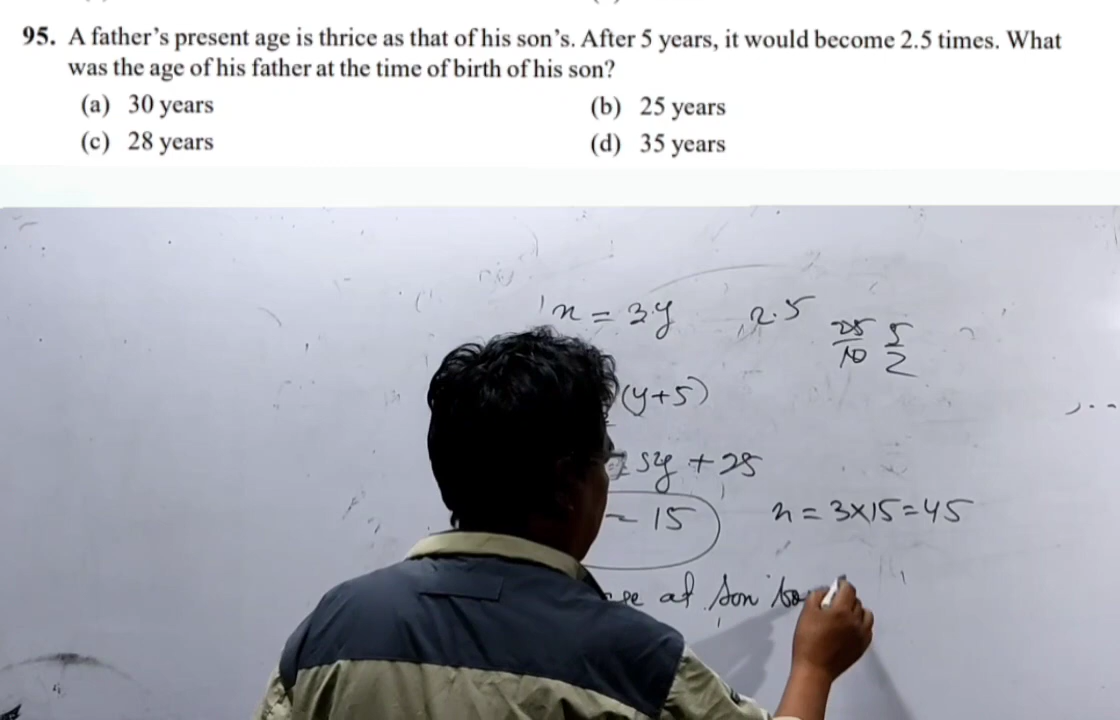 95. A father's present age is thrice as that of his son's. After 5 years, it would become 2.5 times. What
was the age of his father at the time of birth of his son?
(a) 30 years (b) 25 years
(c) 28 years (d) 35 years
x = 3y 2.5 25/10 5/2
(y+5)
5y + 25
= 15 x = 3×15=45
at son